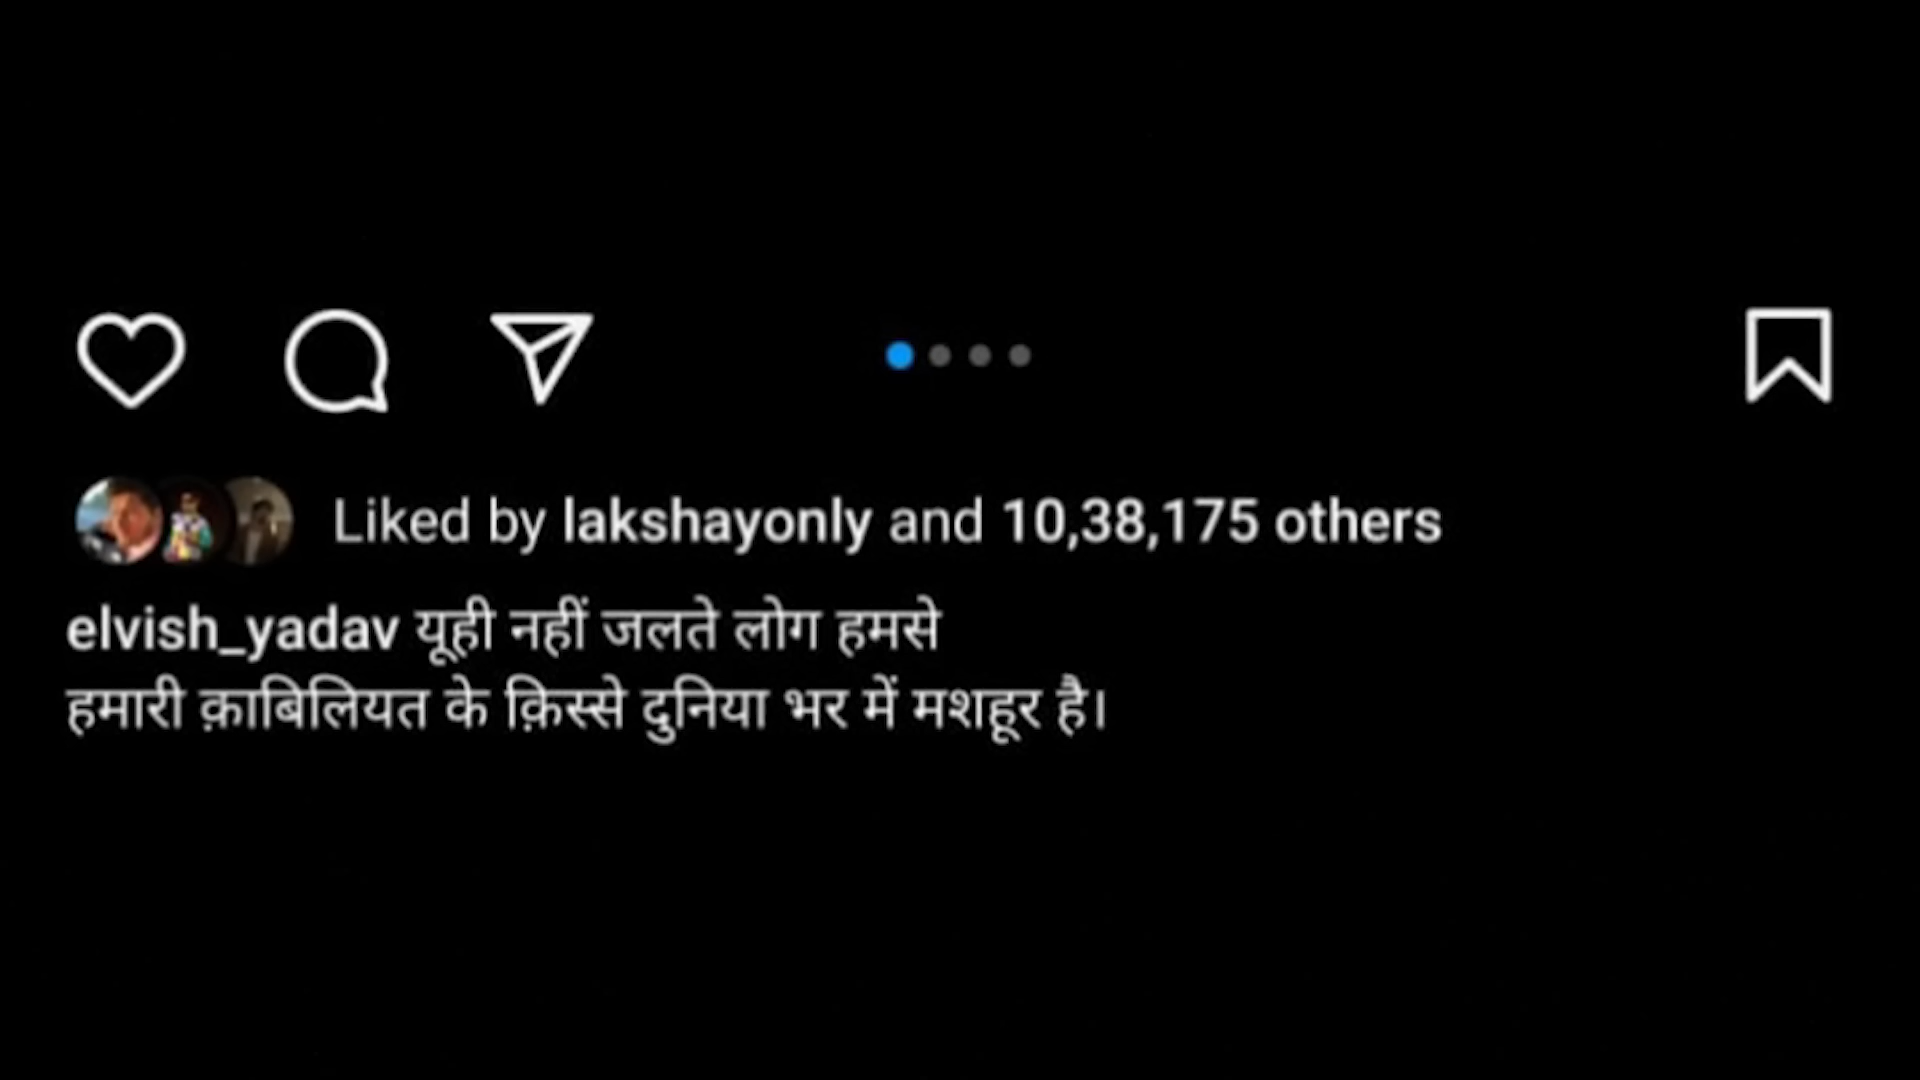 Liked by lakshayonly and 10,38,175 others
elvish_yadav यूही नहीं जलते लोग हमसे
हमारी क़ाबिलियत के क़िस्से दुनिया भर में मशहूर है।